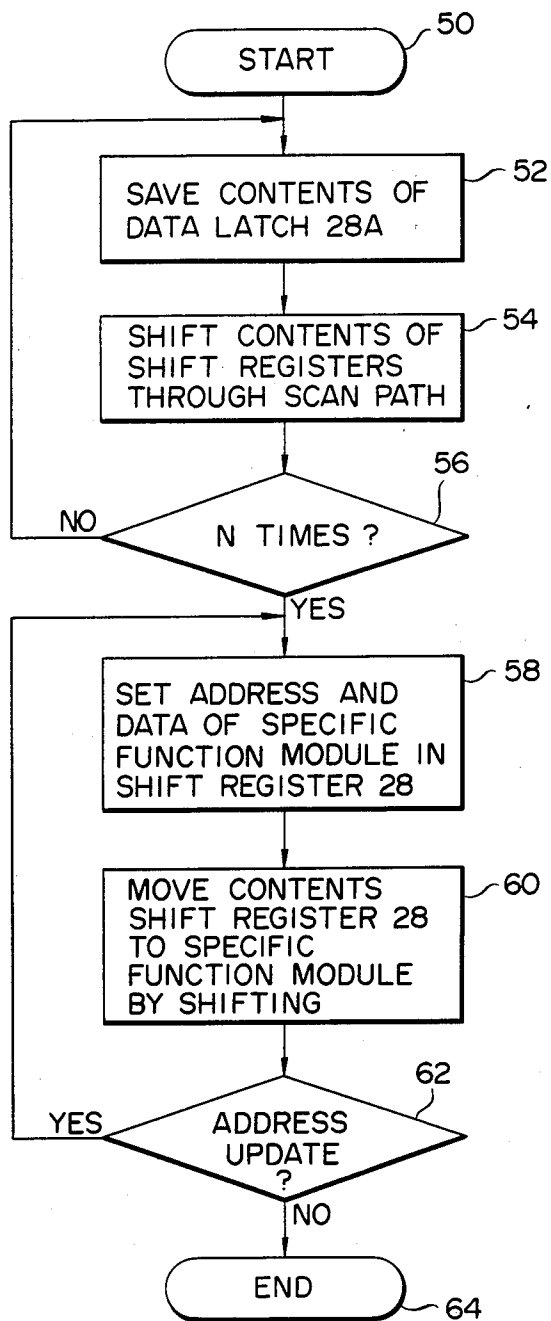 50
START
52
SAVE CONTENTS OF
DATA LATCH 28A
54
SHIFT CONTENTS OF
SHIFT REGISTERS
THROUGH SCAN PATH
56
NO
N TIMES ?
YES
58
SET ADDRESS AND
DATA OF SPECIFIC
FUNCTION MODULE IN
SHIFT REGISTER 28
60
MOVE CONTENTS
SHIFT REGISTER 28
TO SPECIFIC
FUNCTION MODULE
BY SHIFTING
62
YES
ADDRESS
UPDATE
?
NO
END
64